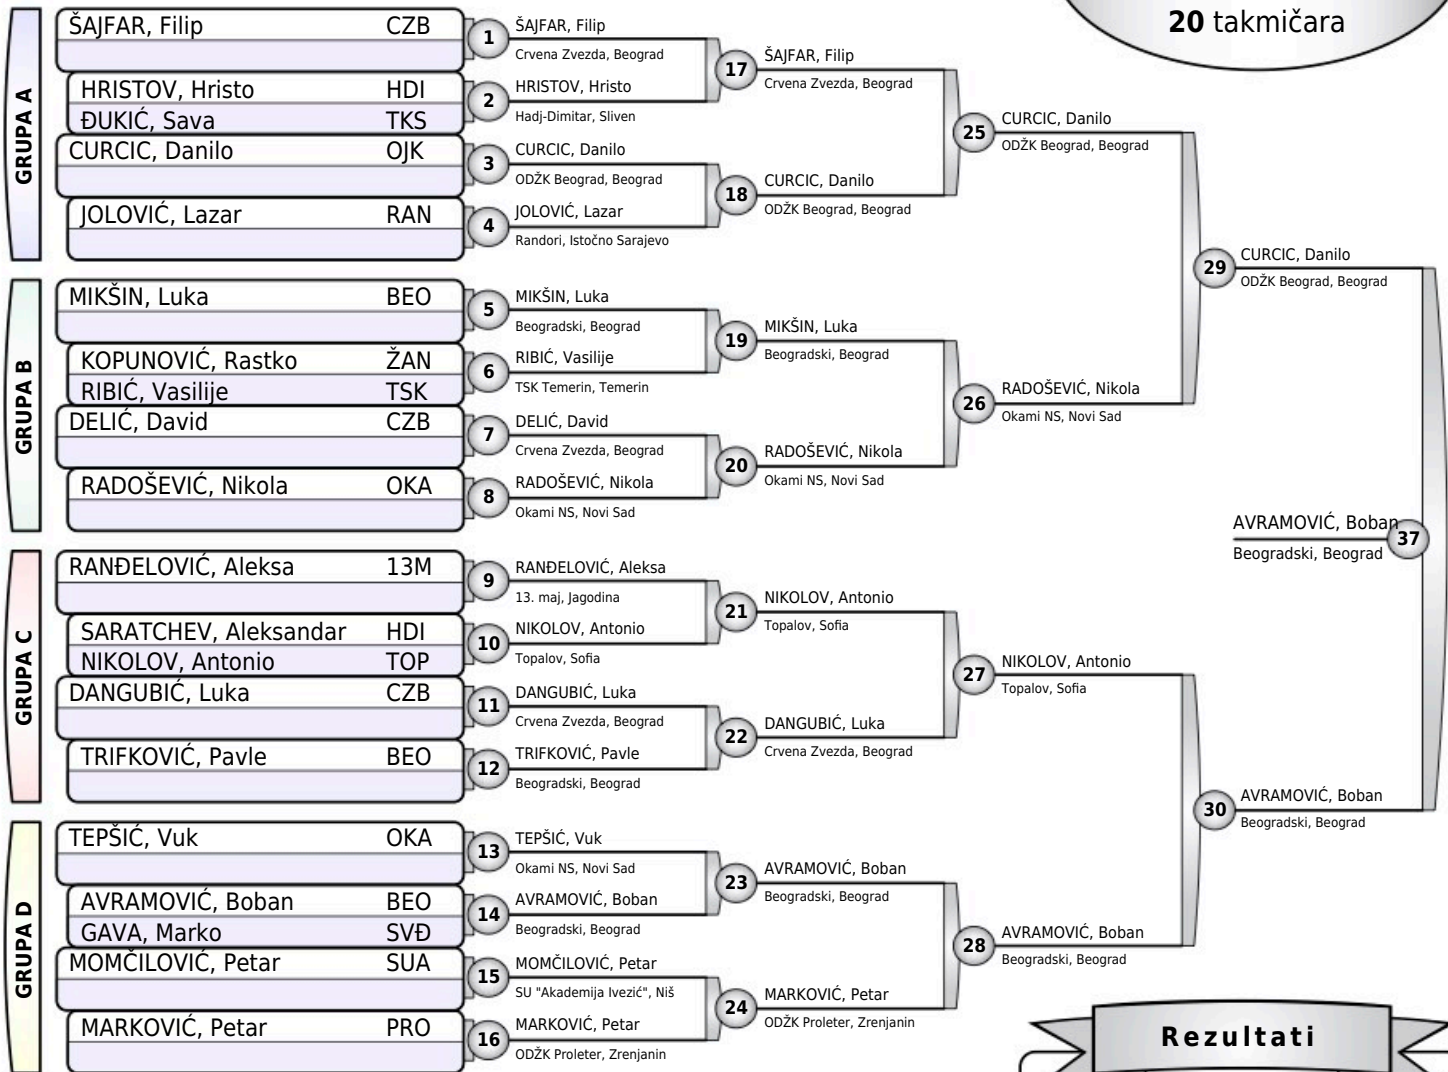 20 takmičara
GRUPA A
ŠAJFAR, Filip CZB
HRISTOV, Hristo HDI
ĐUKIĆ, Sava TKS
CURCIC, Danilo OJK
JOLOVIĆ, Lazar RAN
GRUPA B
MIKŠIN, Luka BEO
KOPUNOVIĆ, Rastko ŽAN
RIBIĆ, Vasilije TSK
DELIĆ, David CZB
RADOŠEVIĆ, Nikola OKA
GRUPA C
RANĐELOVIĆ, Aleksa 13M
SARATCHEV, Aleksandar HDI
NIKOLOV, Antonio TOP
DANGUBIĆ, Luka CZB
TRIFKOVIĆ, Pavle BEO
GRUPA D
TEPŠIĆ, Vuk OKA
AVRAMOVIĆ, Boban BEO
GAVA, Marko SVĐ
MOMČILOVIĆ, Petar SUA
MARKOVIĆ, Petar PRO
1 ŠAJFAR, Filip
Crvena Zvezda, Beograd
2 HRISTOV, Hristo
Hadj-Dimitar, Sliven
3 CURCIC, Danilo
ODŽK Beograd, Beograd
4 JOLOVIĆ, Lazar
Randori, Istočno Sarajevo
5 MIKŠIN, Luka
Beogradski, Beograd
6 RIBIĆ, Vasilije
TSK Temerin, Temerin
7 DELIĆ, David
Crvena Zvezda, Beograd
8 RADOŠEVIĆ, Nikola
Okami NS, Novi Sad
9 RANĐELOVIĆ, Aleksa
13. maj, Jagodina
10 NIKOLOV, Antonio
Topalov, Sofia
11 DANGUBIĆ, Luka
Crvena Zvezda, Beograd
12 TRIFKOVIĆ, Pavle
Beogradski, Beograd
13 TEPŠIĆ, Vuk
Okami NS, Novi Sad
14 AVRAMOVIĆ, Boban
Beogradski, Beograd
15 MOMČILOVIĆ, Petar
SU "Akademija Ivezić", Niš
16 MARKOVIĆ, Petar
ODŽK Proleter, Zrenjanin
17 ŠAJFAR, Filip
Crvena Zvezda, Beograd
18 CURCIC, Danilo
ODŽK Beograd, Beograd
19 MIKŠIN, Luka
Beogradski, Beograd
20 RADOŠEVIĆ, Nikola
Okami NS, Novi Sad
21 NIKOLOV, Antonio
Topalov, Sofia
22 DANGUBIĆ, Luka
Crvena Zvezda, Beograd
23 AVRAMOVIĆ, Boban
Beogradski, Beograd
24 MARKOVIĆ, Petar
ODŽK Proleter, Zrenjanin
25 CURCIC, Danilo
ODŽK Beograd, Beograd
26 RADOŠEVIĆ, Nikola
Okami NS, Novi Sad
27 NIKOLOV, Antonio
Topalov, Sofia
28 AVRAMOVIĆ, Boban
Beogradski, Beograd
29 CURCIC, Danilo
ODŽK Beograd, Beograd
30 AVRAMOVIĆ, Boban
Beogradski, Beograd
AVRAMOVIĆ, Boban 37
Beogradski, Beograd
Rezultati